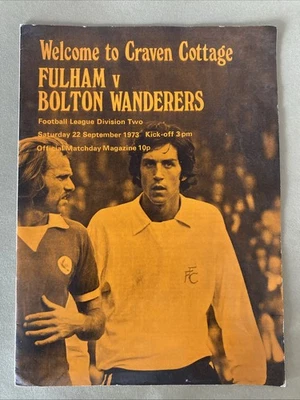 Welcome to Craven Cottage
FULHAM v
BOLTON WANDERERS
Football League Division Two
Saturday 22 September 1973 Kick-off 3pm
Official Matchday Magazine 10p
FFC